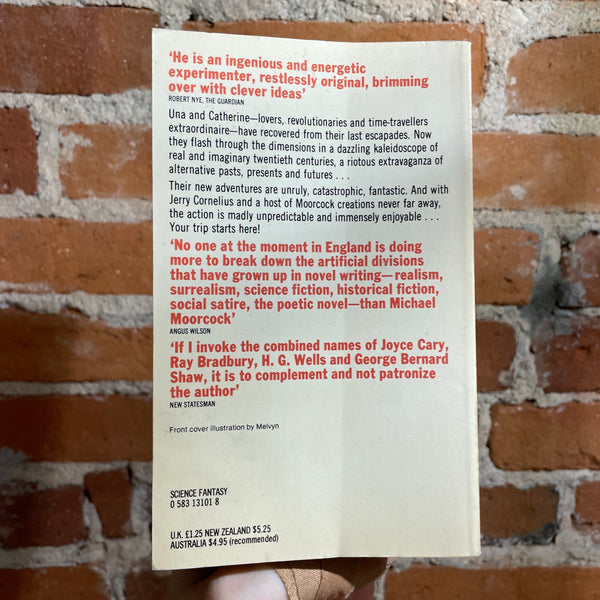 ‘He is an ingenious and energetic
experimenter, restlessly original, brimming
over with clever ideas’
ROBERT NYE, THE GUARDIAN
Una and Catherine—lovers, revolutionaries and time-travellers
extraordinaire—have recovered from their last escapades. Now
they flash through the dimensions in a dazzling kaleidoscope of
real and imaginary twentieth centuries, a riotous extravaganza of
alternative pasts, presents and futures . . .
Their new adventures are unruly, catastrophic, fantastic. And with
Jerry Cornelius and a host of Moorcock creations never far away,
the action is madly unpredictable and immensely enjoyable . . .
Your trip starts here!
‘No one at the moment in England is doing
more to break down the artificial divisions
that have grown up in novel writing—realism,
surrealism, science fiction, historical fiction,
social satire, the poetic novel—than Michael
Moorcock’
ANGUS WILSON
‘If I invoke the combined names of Joyce Cary,
Ray Bradbury, H. G. Wells and George Bernard
Shaw, it is to complement and not patronize
the author’
NEW STATESMAN
Front cover illustration by Melvyn
SCIENCE FANTASY
0 583 13101 8
U.K. £1.25 NEW ZEALAND $5.25
AUSTRALIA $4.95 (recommended)